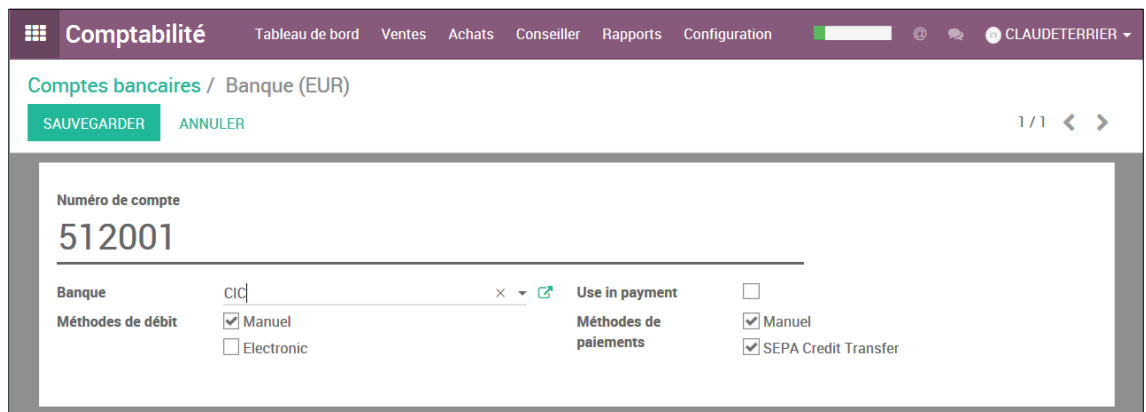 Comptabilité Tableau de bord Ventes Achats Conseiller Rapports Configuration @ CLAUDETERRIER
Comptes bancaires / Banque (EUR)
SAUVEGARDER ANNULER 1 / 1
Numéro de compte
512001
Banque CIC Use in payment
Méthodes de débit Manuel Méthodes de paiements Manuel
Electronic SEPA Credit Transfer